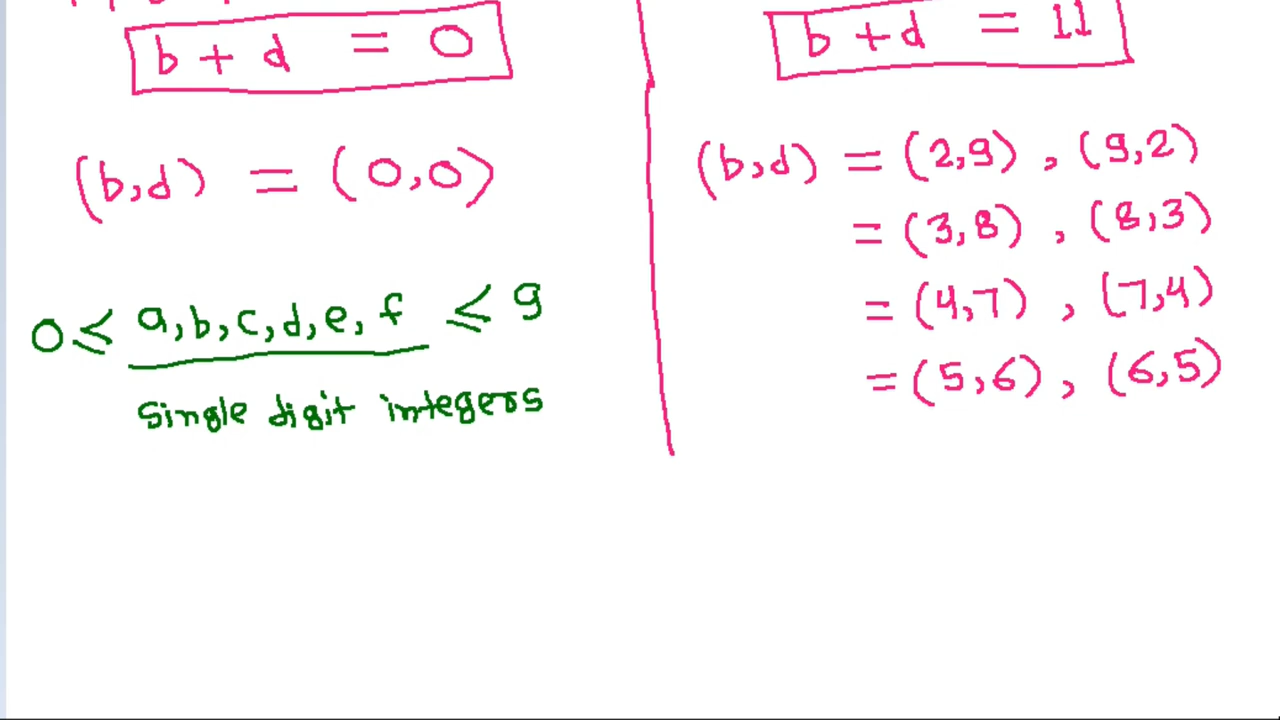 b + d = 0
(b,d) = (0,0)
0 ≤ a,b,c,d,e,f ≤ 9
single digit integers
b + d = 11
(b,d) = (2,9) , (9,2)
= (3,8) , (8,3)
= (4,7) , (7,4)
= (5,6) , (6,5)